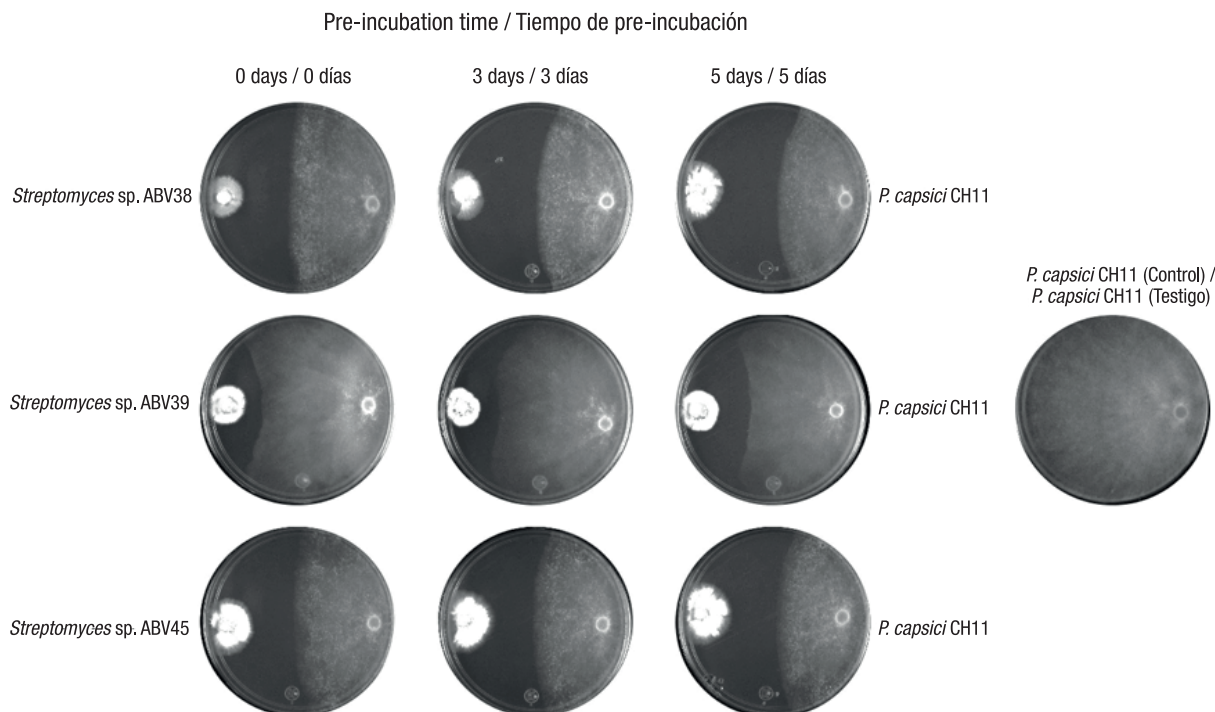 Pre-incubation time / Tiempo de pre-incubación
0 days / 0 días
3 days / 3 días
5 days / 5 días
Streptomyces sp. ABV38
P. capsici CH11
P. capsici CH11 (Control) /
P. capsici CH11 (Testigo)
Streptomyces sp. ABV39
P. capsici CH11
Streptomyces sp. ABV45
P. capsici CH11